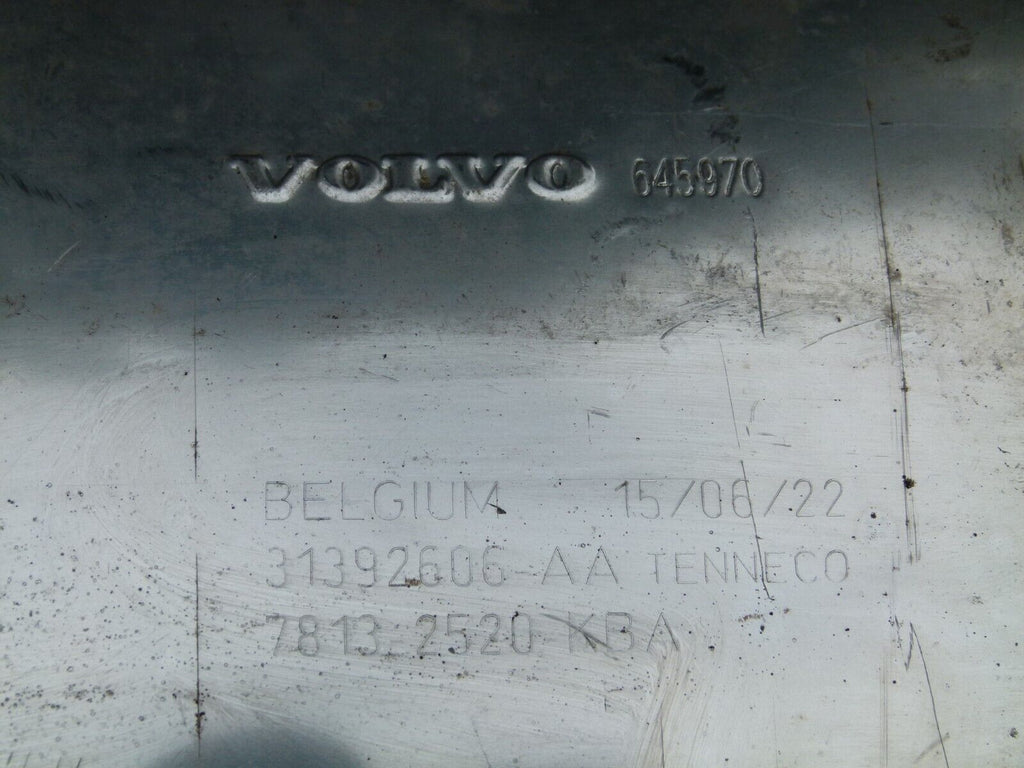 VOLVO 645970
BELGIUM 15/06/22
31392606 AA TENNECO
7813 2520 KBA